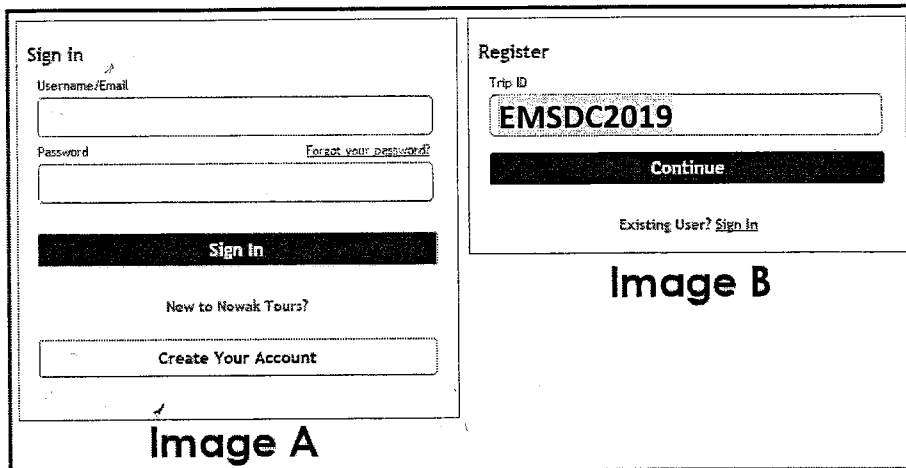 Sign in
Username/Email
Password Forgot your password?
Sign In
New to Nowak Tours?
Create Your Account
Image A
Register
Trip ID
EMSDC2019
Continue
Existing User? Sign In
Image B